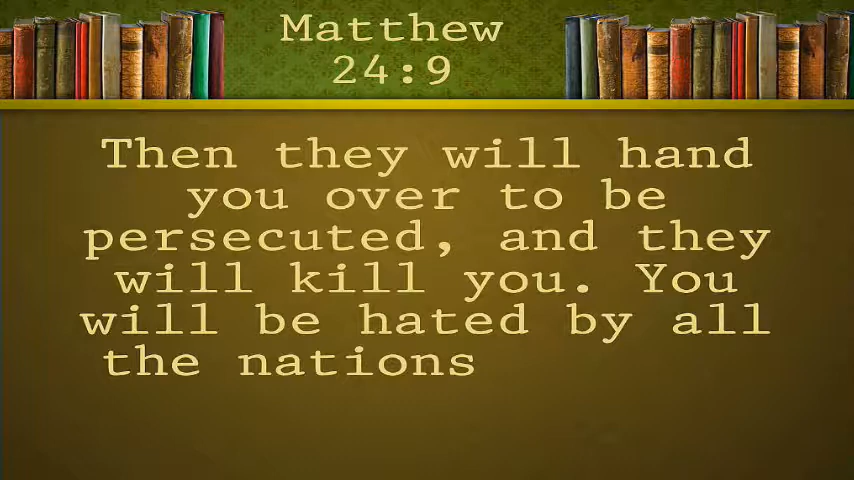 Matthew
24:9
Then they will hand
you over to be
persecuted, and they
will kill you. You
will be hated by all
the nations